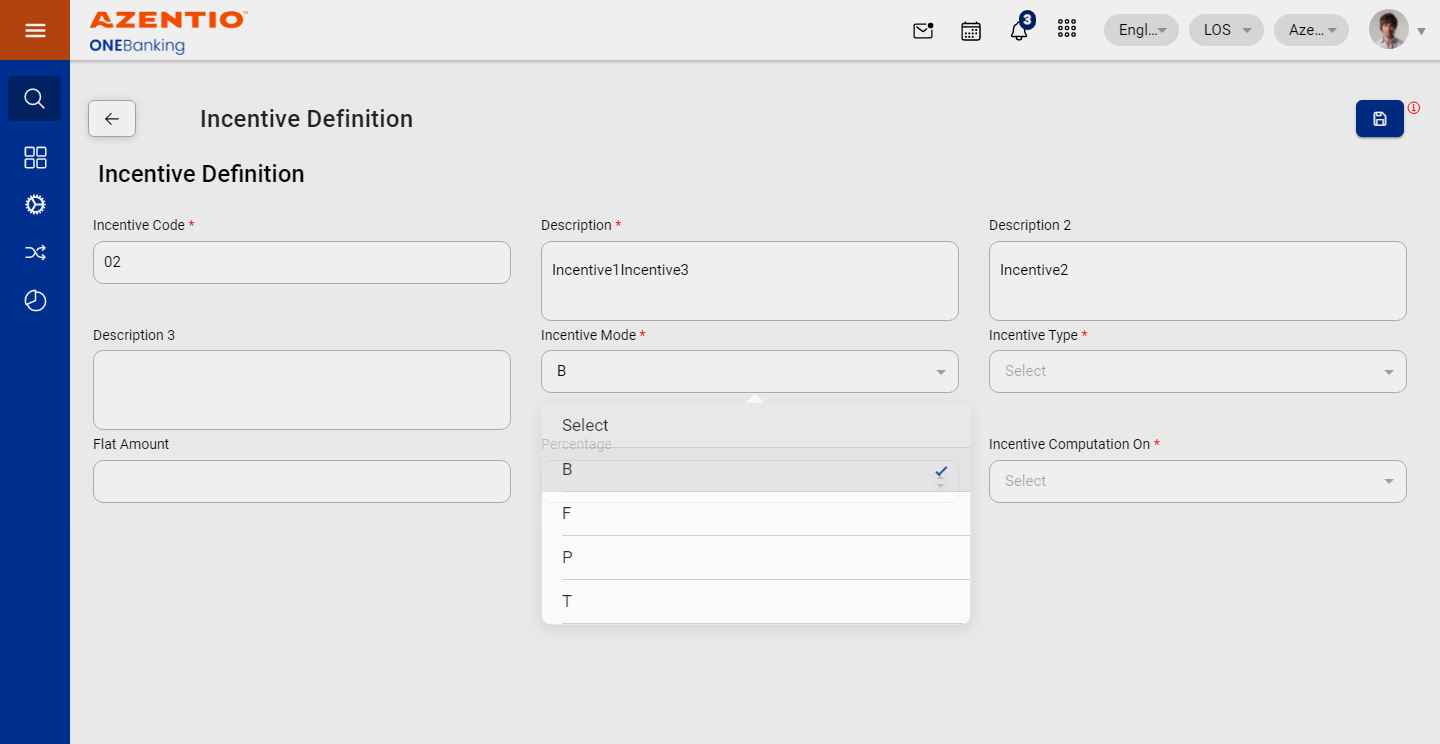 AZENTIO™
ONEBanking
3
Engl...
LOS
Aze...
Incentive Definition
Incentive Definition
Incentive Code *
02
Description *
Incentive1Incentive3
Description 2
Incentive2
Description 3
Incentive Mode *
B
Incentive Type *
Select
Select
Flat Amount
Percentage
Incentive Computation On *
B
Select
F
P
T